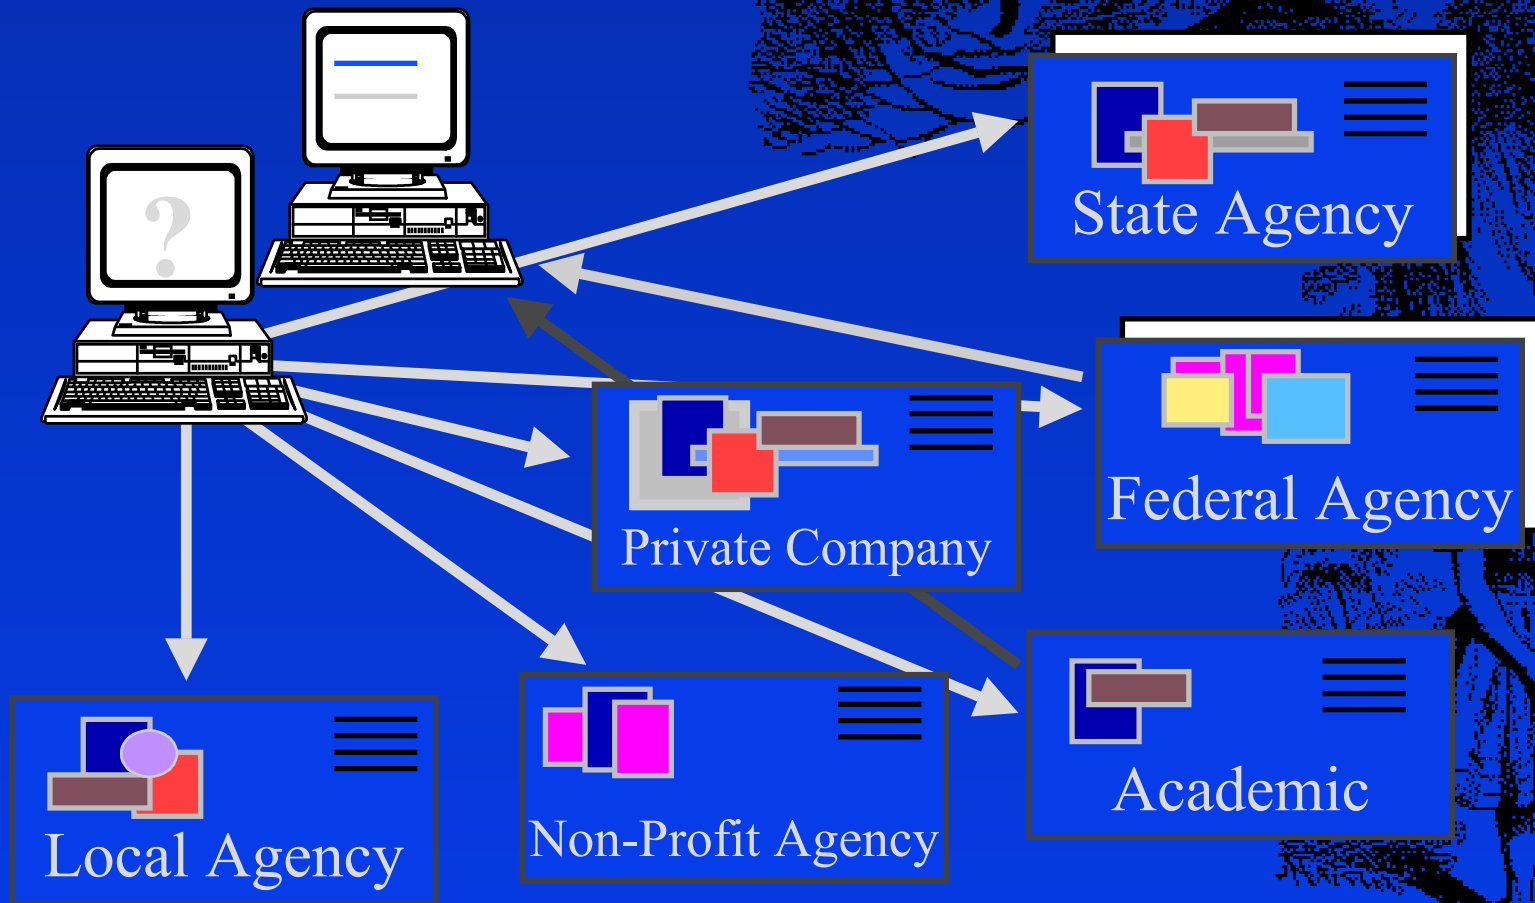 ?
State Agency
Federal Agency
Private Company
Academic
Non-Profit Agency
Local Agency